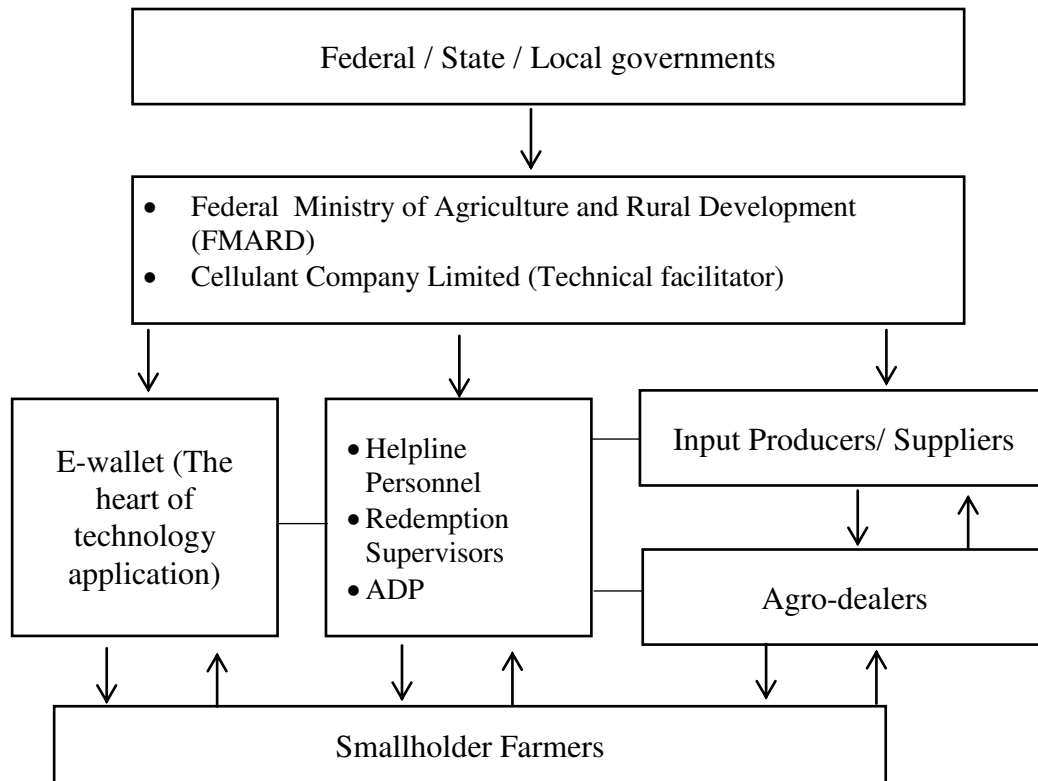 Federal / State / Local governments
• Federal Ministry of Agriculture and Rural Development
(FMARD)
• Cellulant Company Limited (Technical facilitator)
E-wallet (The
heart of
technology
application)
• Helpline
Personnel
• Redemption
Supervisors
• ADP
Input Producers/ Suppliers
Agro-dealers
Smallholder Farmers